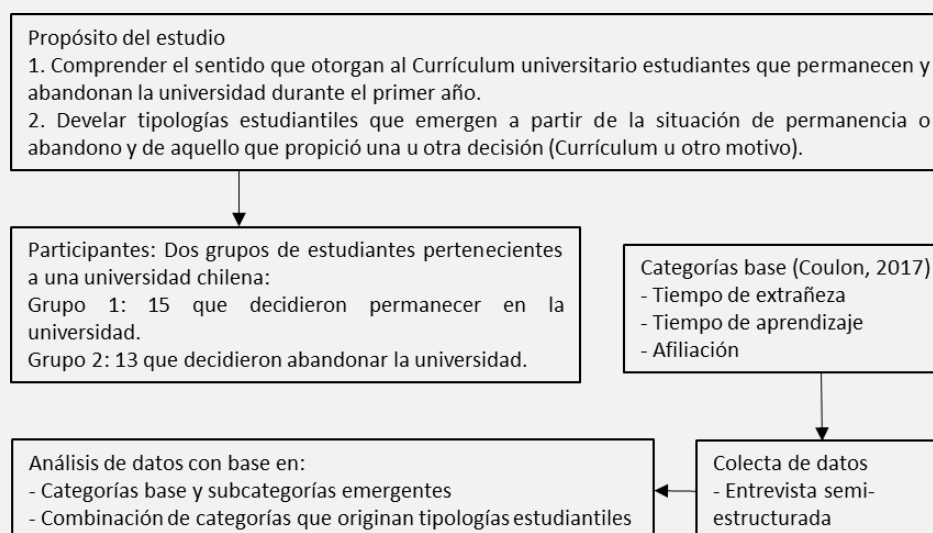 Propósito del estudio
1. Comprender el sentido que otorgan al Currículum universitario estudiantes que permanecen y
abandonan la universidad durante el primer año.
2. Develar tipologías estudiantiles que emergen a partir de la situación de permanencia o
abandono y de aquello que propició una u otra decisión (Currículum u otro motivo).
Participantes: Dos grupos de estudiantes pertenecientes
a una universidad chilena:
Grupo 1: 15 que decidieron permanecer en la
universidad.
Grupo 2: 13 que decidieron abandonar la universidad.
Categorías base (Coulon, 2017)
- Tiempo de extrañeza
- Tiempo de aprendizaje
- Afiliación
Análisis de datos con base en:
- Categorías base y subcategorías emergentes
- Combinación de categorías que originan tipologías estudiantiles
Colecta de datos
- Entrevista semi-
estructurada